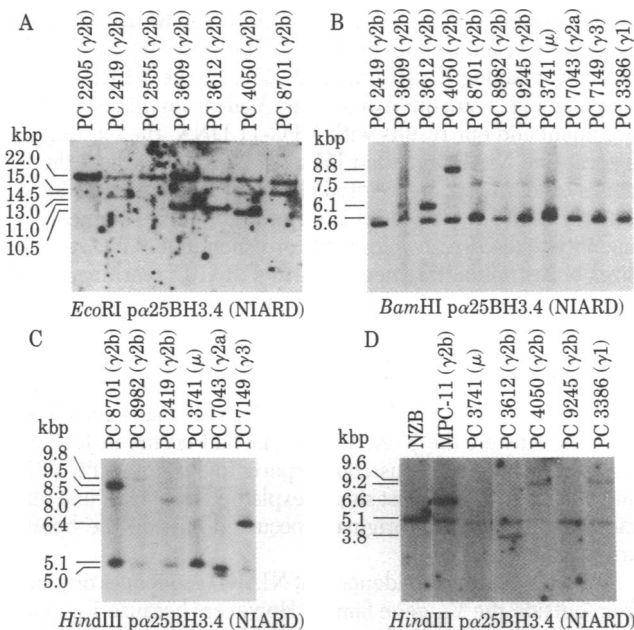 A
PC 2205 (γ2b)
PC 2419 (γ2b)
PC 2555 (γ2b)
PC 3609 (γ2b)
PC 3612 (γ2b)
PC 4050 (γ2b)
PC 8701 (γ2b)
kbp
22.0
15.0
14.5
13.0
11.0
10.5
EcoRI pα25BH3.4 (NIARD)
B
PC 2419 (γ2b)
PC 3609 (γ2b)
PC 3612 (γ2b)
PC 4050 (γ2b)
PC 8701 (γ2b)
PC 8982 (γ2b)
PC 9245 (γ2b)
PC 3741 (μ)
PC 7043 (γ2a)
PC 7149 (γ3)
PC 3386 (γ1)
kbp
8.8
7.5
6.1
5.6
BamHI pα25BH3.4 (NIARD)
C
PC 8701 (γ2b)
PC 8982 (γ2b)
PC 2419 (γ2b)
PC 3741 (μ)
PC 7043 (γ2a)
PC 7149 (γ3)
kbp
9.8
9.5
8.5
8.0
6.4
5.1
5.0
HindIII pα25BH3.4 (NIARD)
D
NZB
MPC-11 (γ2b)
PC 3741 (μ)
PC 3612 (γ2b)
PC 4050 (γ2b)
PC 9245 (γ2b)
PC 3386 (γ1)
kbp
9.6
9.2
6.6
5.1
3.8
HindIII pα25BH3.4 (NIARD)